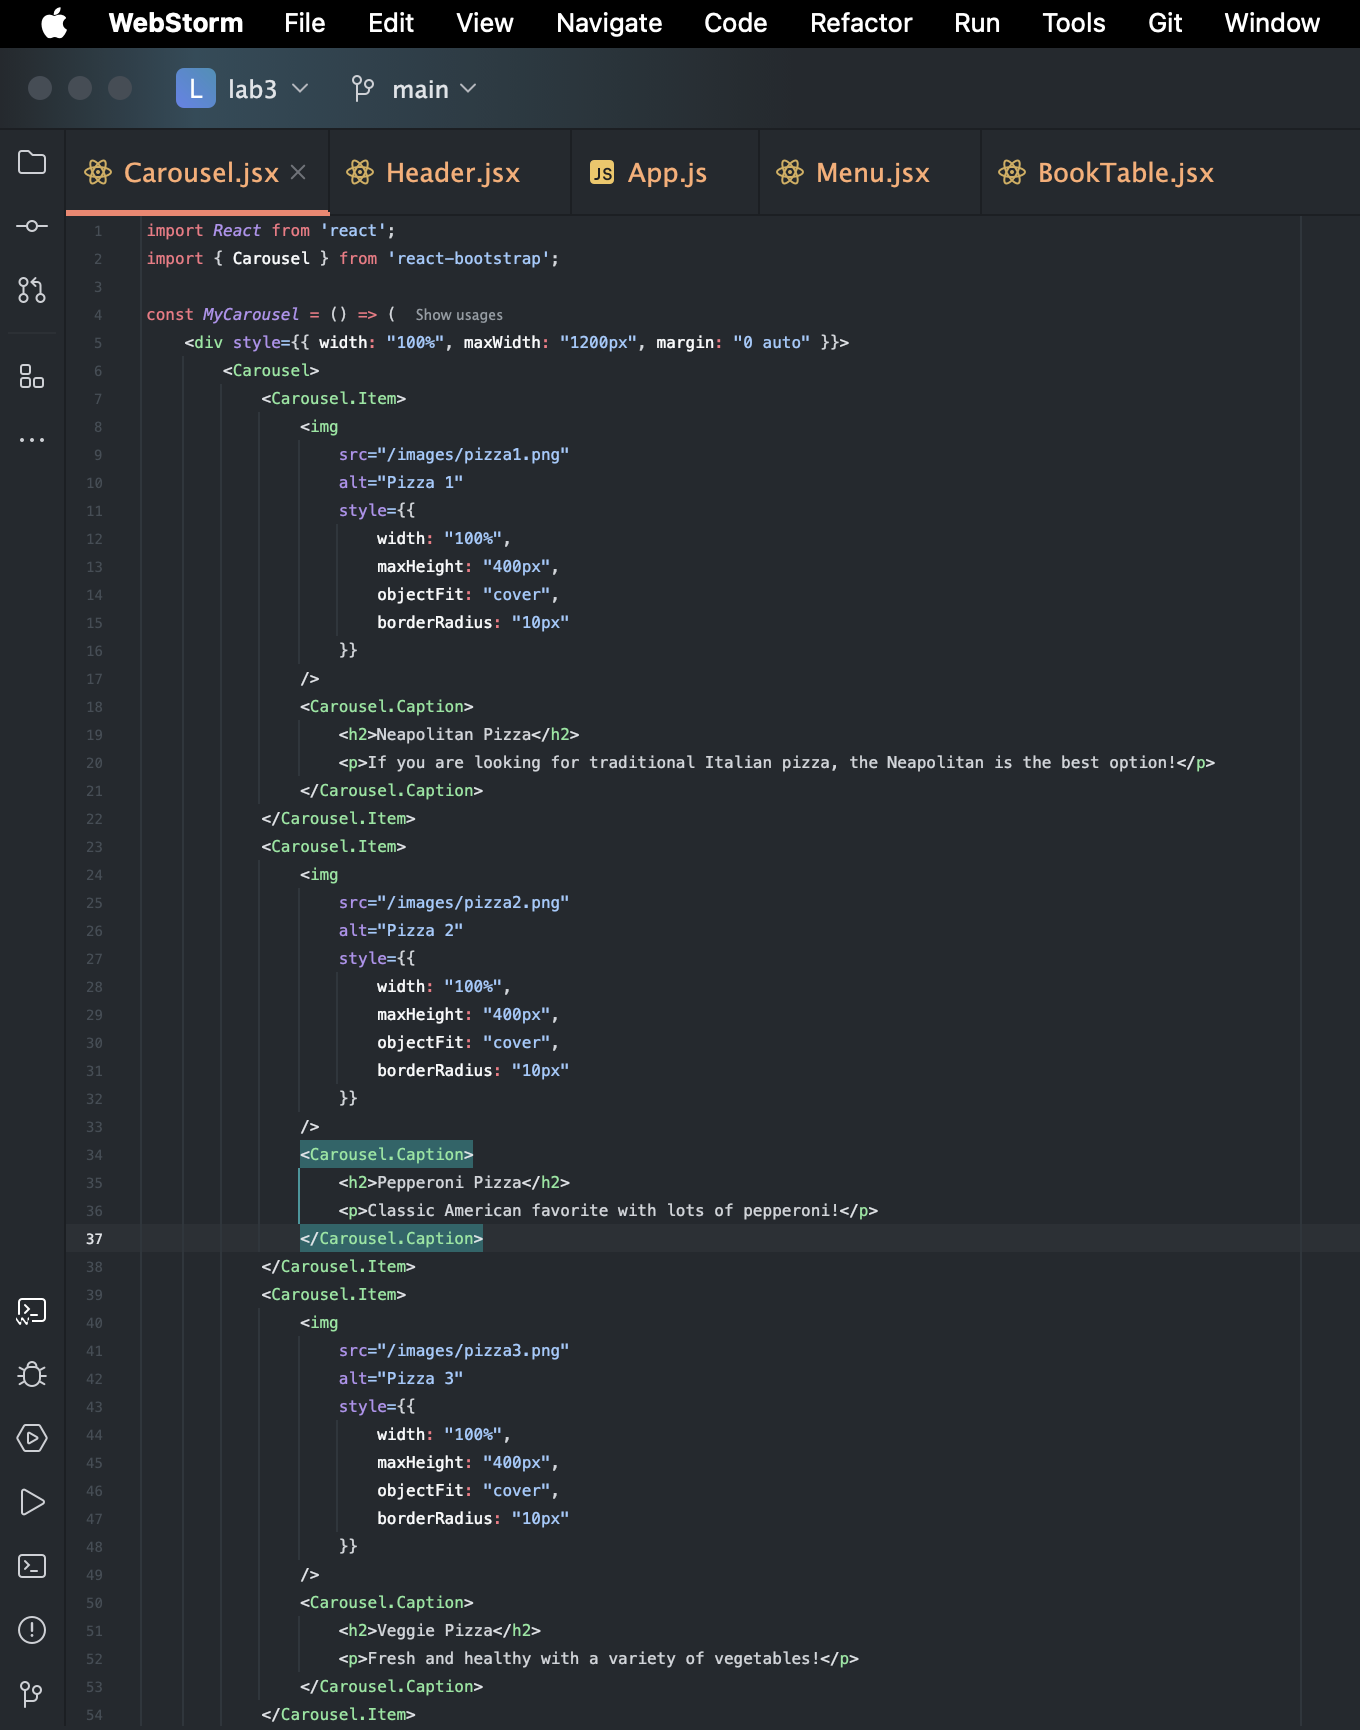 WebStorm File Edit View Navigate Code Refactor Run Tools Git Window
L lab3 main
Carousel.jsx Header.jsx JS App.js Menu.jsx BookTable.jsx
1 import React from 'react';
2 import { Carousel } from 'react-bootstrap';
3
4 const MyCarousel = () => ( Show usages
5 <div style={{ width: "100%", maxWidth: "1200px", margin: "0 auto" }}>
6 <Carousel>
7 <Carousel.Item>
8 <img
9 src="/images/pizza1.png"
10 alt="Pizza 1"
11 style={{
12 width: "100%",
13 maxHeight: "400px",
14 objectFit: "cover",
15 borderRadius: "10px"
16 }}
17 />
18 <Carousel.Caption>
19 <h2>Neapolitan Pizza</h2>
20 <p>If you are looking for traditional Italian pizza, the Neapolitan is the best option!</p>
21 </Carousel.Caption>
22 </Carousel.Item>
23 <Carousel.Item>
24 <img
25 src="/images/pizza2.png"
26 alt="Pizza 2"
27 style={{
28 width: "100%",
29 maxHeight: "400px",
30 objectFit: "cover",
31 borderRadius: "10px"
32 }}
33 />
34 <Carousel.Caption>
35 <h2>Pepperoni Pizza</h2>
36 <p>Classic American favorite with lots of pepperoni!</p>
37 </Carousel.Caption>
38 </Carousel.Item>
39 <Carousel.Item>
40 <img
41 src="/images/pizza3.png"
42 alt="Pizza 3"
43 style={{
44 width: "100%",
45 maxHeight: "400px",
46 objectFit: "cover",
47 borderRadius: "10px"
48 }}
49 />
50 <Carousel.Caption>
51 <h2>Veggie Pizza</h2>
52 <p>Fresh and healthy with a variety of vegetables!</p>
53 </Carousel.Caption>
54 </Carousel.Item>